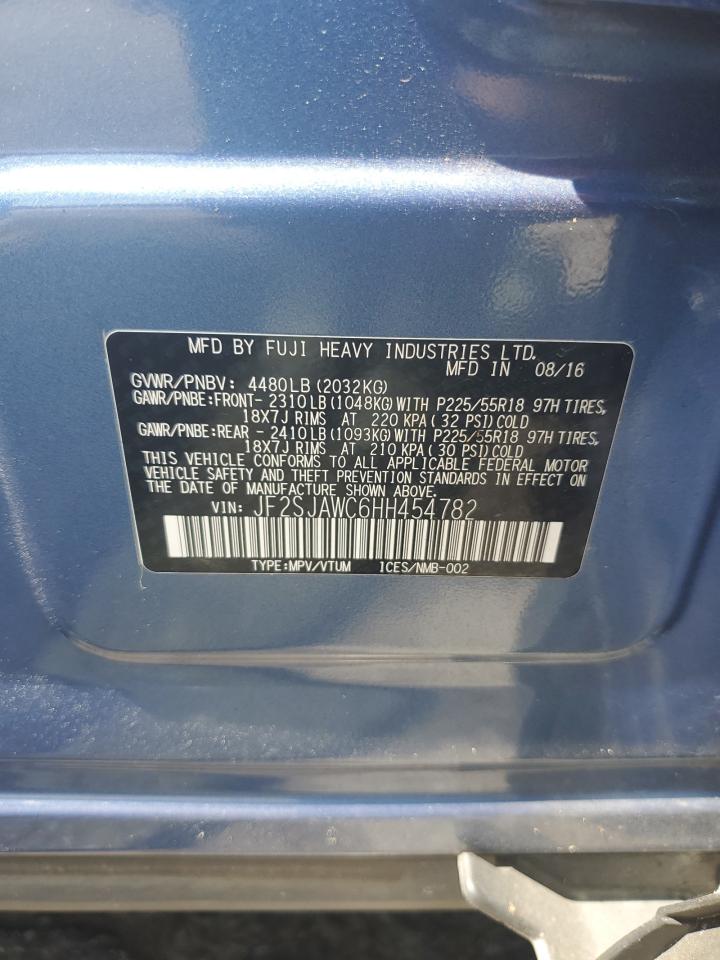 MFD BY FUJI HEAVY INDUSTRIES LTD.
MFD IN 08/16
GVWR/PNBV: 4480LB (2032KG)
GAWR/PNBE:FRONT- 2310LB (1048KG) WITH P225/55R18 97H TIRES,
18X7J RIMS AT 220 KPA (32 PSI) COLD
GAWR/PNBE:REAR - 2410LB (1093KG) WITH P225/55R18 97H TIRES,
18X7J RIMS AT 210 KPA (30 PSI) COLD
THIS VEHICLE CONFORMS TO ALL APPLICABLE FEDERAL MOTOR
VEHICLE SAFETY AND THEFT PREVENTION STANDARDS IN EFFECT ON
THE DATE OF MANUFACTURE SHOWN ABOVE.
VIN: JF2SJAWC6HH454782
TYPE:MPV/VTUM ICES/NMB-002